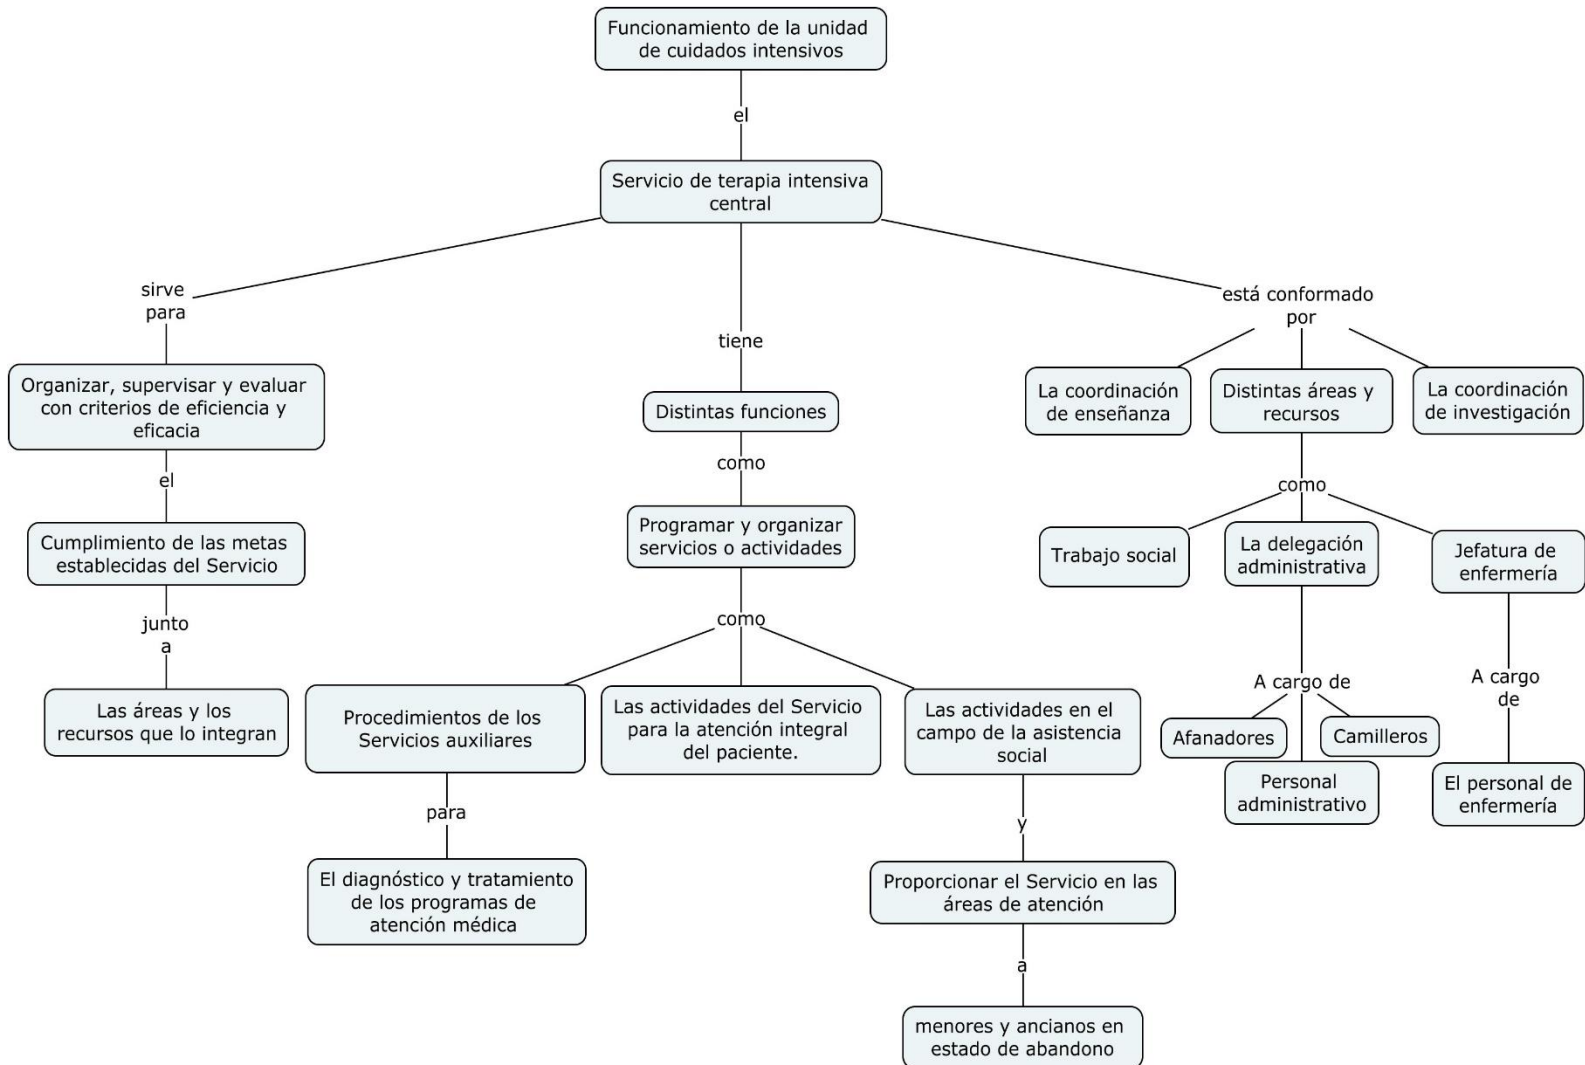 Funcionamiento de la unidad
de cuidados intensivos
el
Servicio de terapia intensiva
central
sirve
para
Organizar, supervisar y evaluar
con criterios de eficiencia y
eficacia
el
Cumplimiento de las metas
establecidas del Servicio
junto
a
Las áreas y los
recursos que lo integran
tiene
Distintas funciones
como
Programar y organizar
servicios o actividades
como
Procedimientos de los
Servicios auxiliares
para
El diagnóstico y tratamiento
de los programas de
atención médica
Las actividades del Servicio
para la atención integral
del paciente.
Las actividades en el
campo de la asistencia
social
y
Proporcionar el Servicio en las
áreas de atención
a
menores y ancianos en
estado de abandono
está conformado
por
La coordinación
de enseñanza
Distintas áreas y
recursos
La coordinación
de investigación
como
Trabajo social
La delegación
administrativa
A cargo de
Afanadores
Personal
administrativo
Camilleros
Jefatura de
enfermería
A cargo
de
El personal de
enfermería